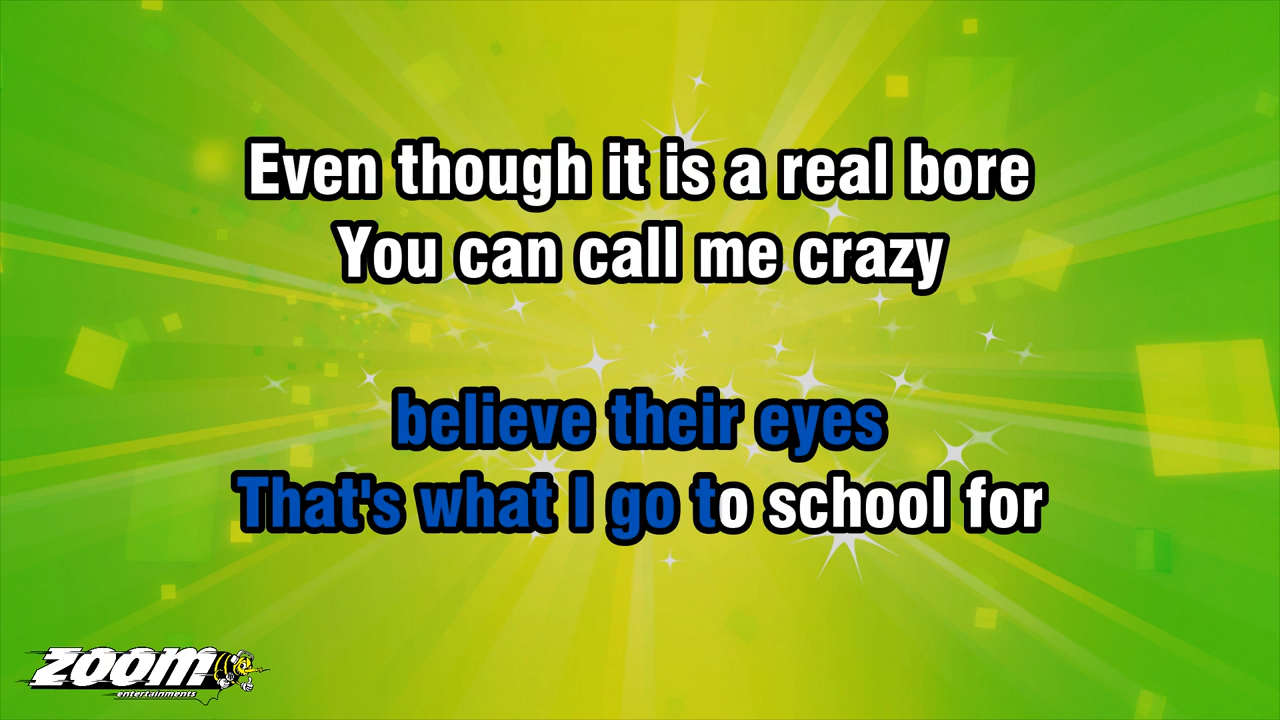 Even though it is a real bore
You can call me crazy
believe their eyes
That's what I go to school for
zoom
entertainments